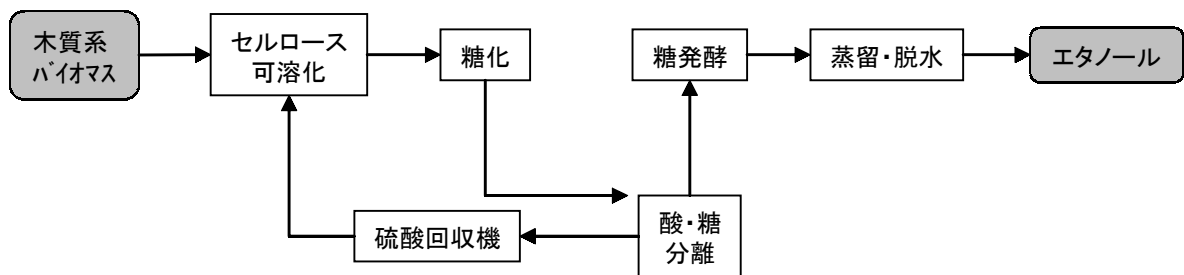 木質系
バイオマス
セルロース
可溶化
糖化
糖発酵
蒸留・脱水
エタノール
硫酸回収機
酸・糖
分離